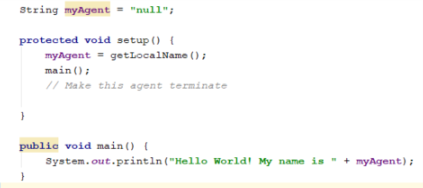 String myAgent = "null";
protected void setup() {
myAgent = getLocalName();
main();
// Make this agent terminate
}
public void main() {
System.out.println("Hello World! My name is " + myAgent);
}